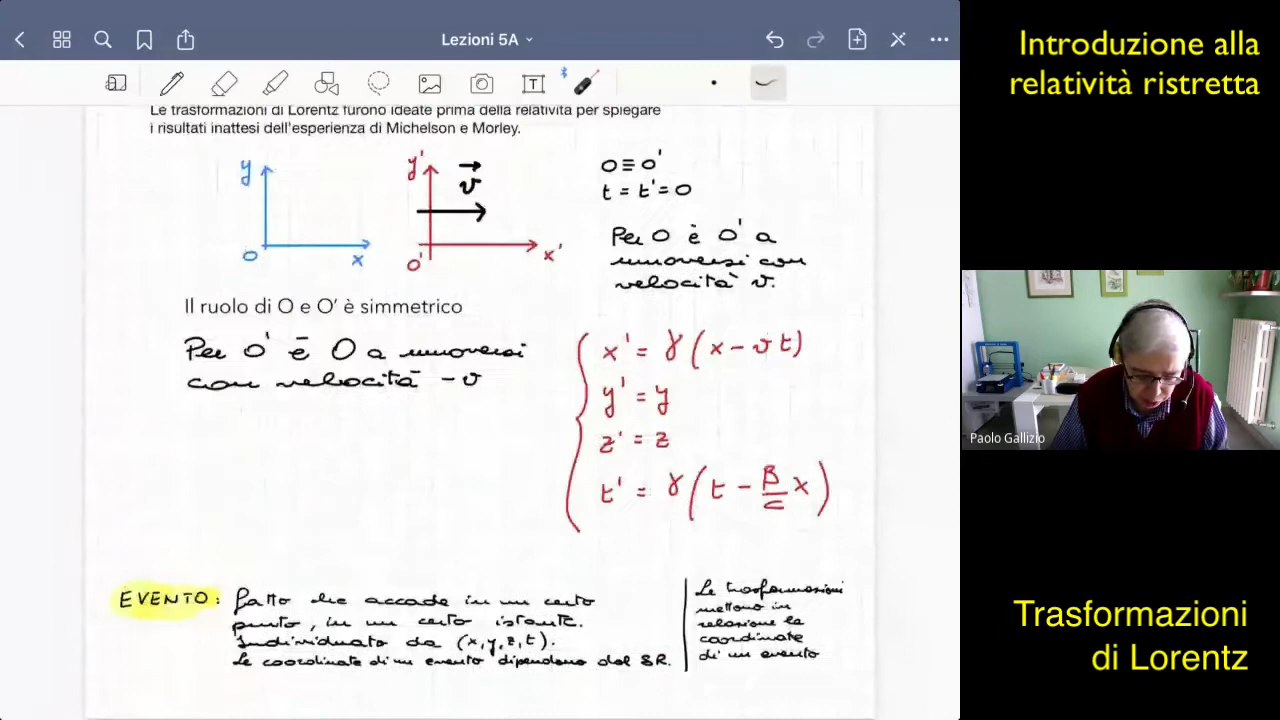 Lezioni 5A
Le trasformazioni di Lorentz furono ideate prima della relatività per spiegare
i risultati inattesi dell'esperienza di Michelson e Morley.
y
O
x
y'
O'
x'
v
O ≡ O'
t = t' = 0
Per O è O' a
muoversi con
velocità v.
Il ruolo di O e O' è simmetrico
Per O' è O a muoversi
con velocità -v
x' = γ (x - vt)
y' = y
z' = z
t' = γ (t - β/c x)
EVENTO: fatto che accade in un certo
punto, in un certo istante.
Individuato da (x, y, z, t).
Le coordinate di un evento dipendono dal SR.
Le trasformazioni
mettono in
relazione le
coordinate
di un evento
Introduzione alla
relatività ristretta
Paolo Gallizio
Trasformazioni
di Lorentz